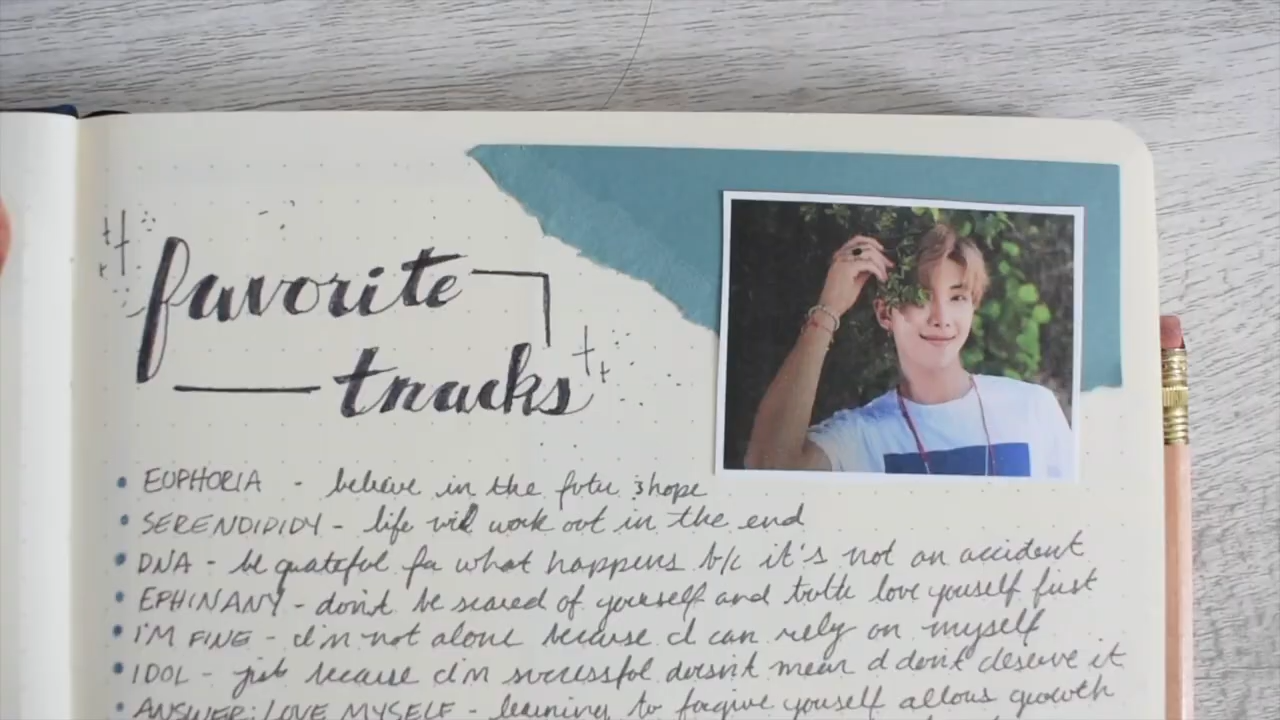 favorite
tracks
EUPHORIA - believe in the futu & hope
SERENDIPIDY - life will work out in the end
DNA - be grateful for what happens b/c it's not an accident
EPHINANY - don't be scared of yourself and love yourself first
I'M FINE - I'm not alone because I can rely on myself
IDOL - just because I'm successful doesn't mean I don't deserve it
ANSWER: LOVE MYSELF - learning to forgive yourself allows growth